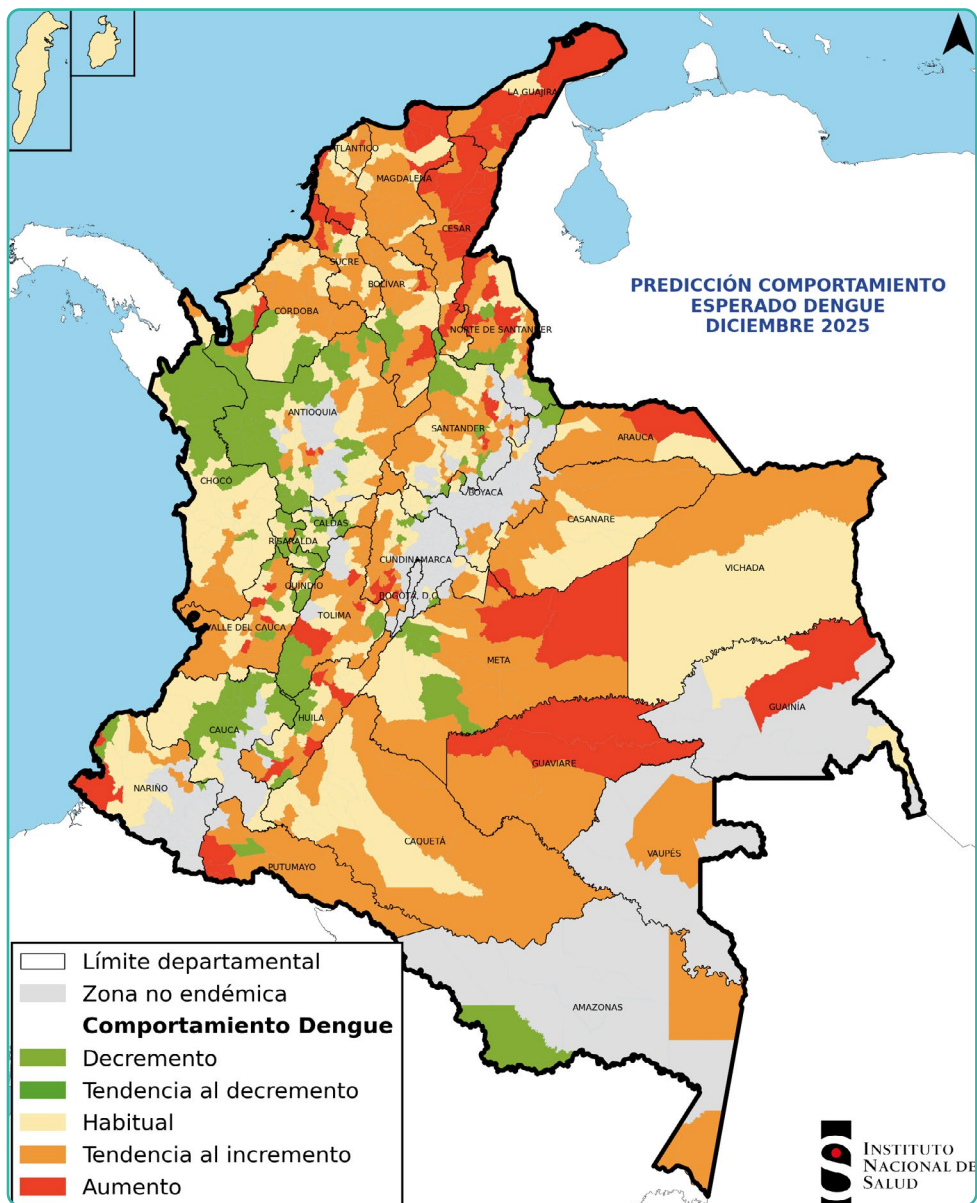 LA GUAJIRA
ATLÁNTICO
MAGDALENA
CESAR
SUCRE
BOLÍVAR
CÓRDOBA
NORTE DE SANTANDER
PREDICCIÓN COMPORTAMIENTO
ESPERADO DENGUE
DICIEMBRE 2025
ANTIOQUIA
SANTANDER
ARAUCA
CHOCÓ
BOYACÁ
CASANARE
CALDAS
RISARALDA
CUNDINAMARCA
VICHADA
QUINDIO
BOGOTÁ, D.C.
TOLIMA
VALLE DEL CAUCA
META
GUAINÍA
HUILA
CAUCA
GUAVIARE
NARIÑO
CAQUETÁ
VAUPÉS
PUTUMAYO
AMAZONAS
Límite departamental
Zona no endémica
Comportamiento Dengue
Decremento
Tendencia al decremento
Habitual
Tendencia al incremento
Aumento
INSTITUTO
NACIONAL DE
SALUD